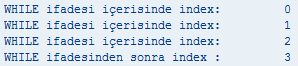 WHILE ifadesi içerisinde index: 0
WHILE ifadesi içerisinde index: 1
WHILE ifadesi içerisinde index: 2
WHILE ifadesinden sonra index : 3